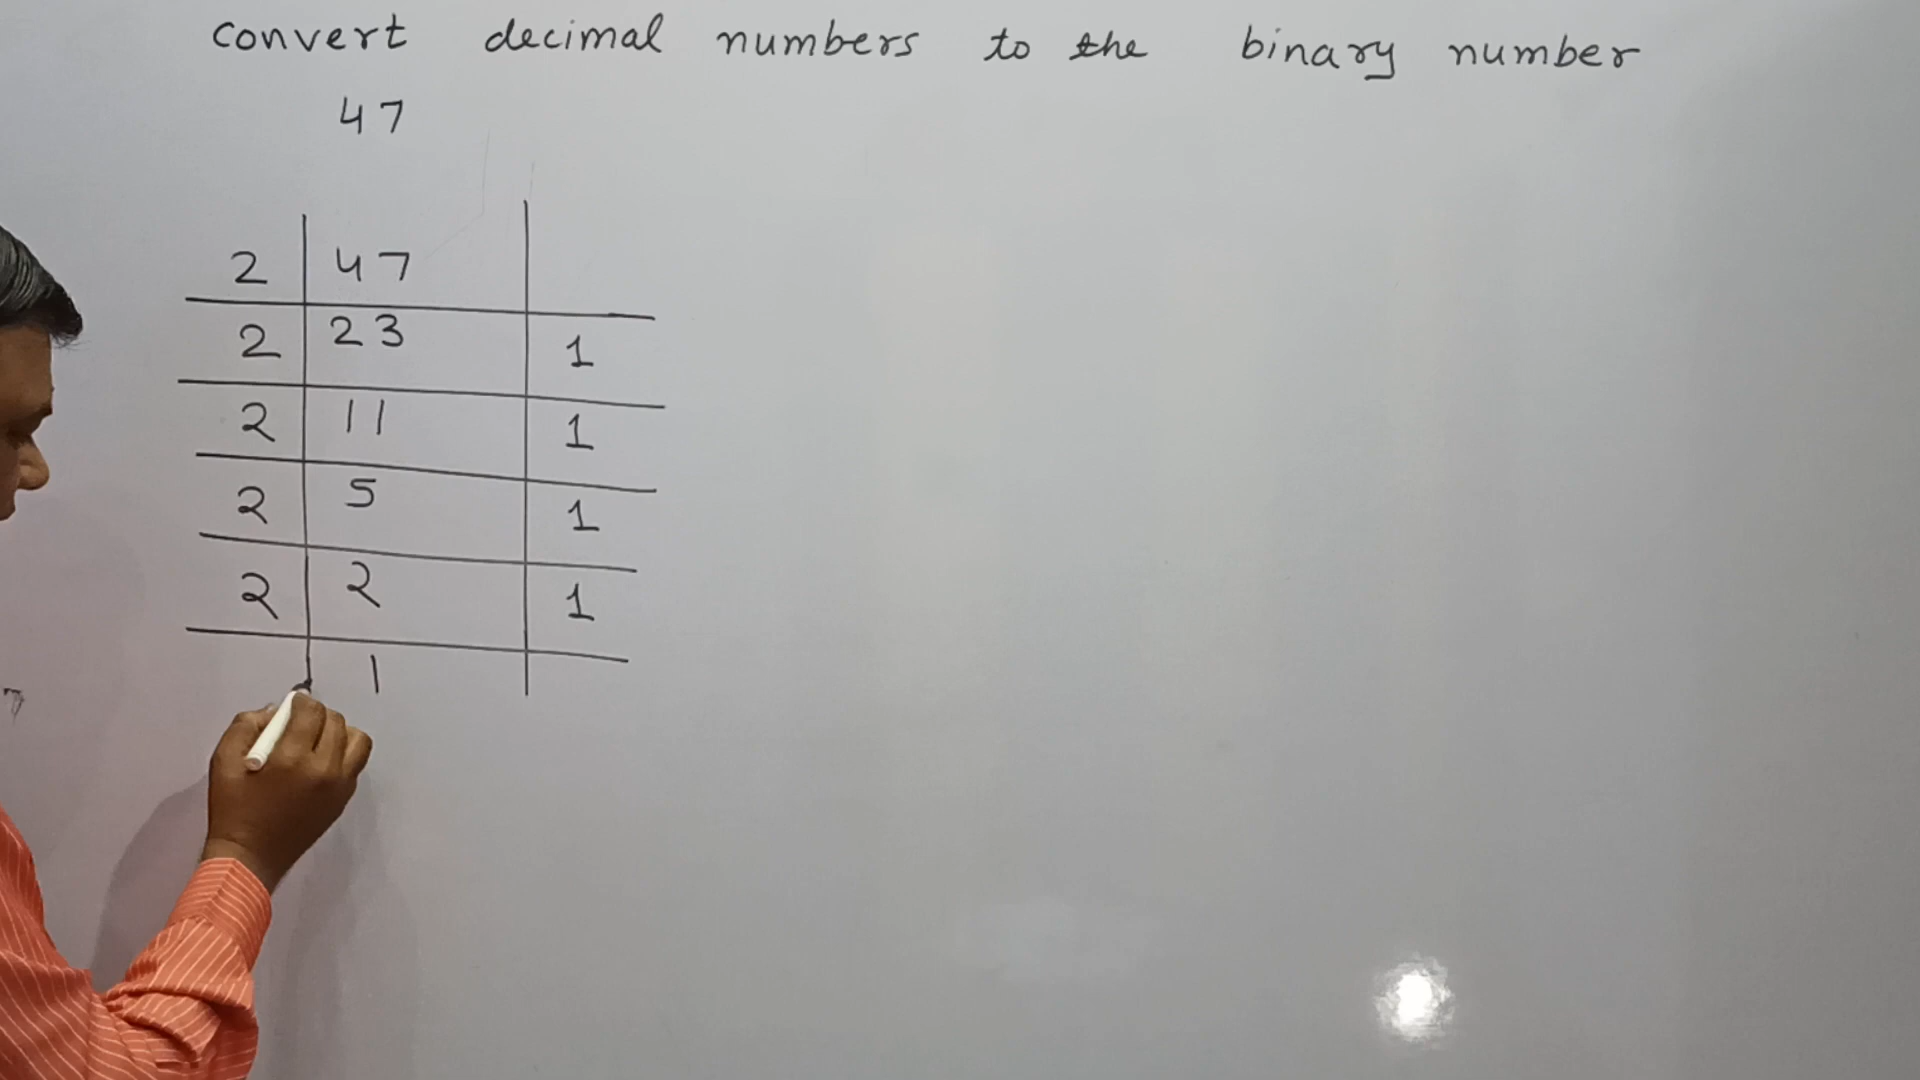 convert decimal numbers to the binary number
47
2 47
2 23 1
2 11 1
2 5 1
2 2 1
1